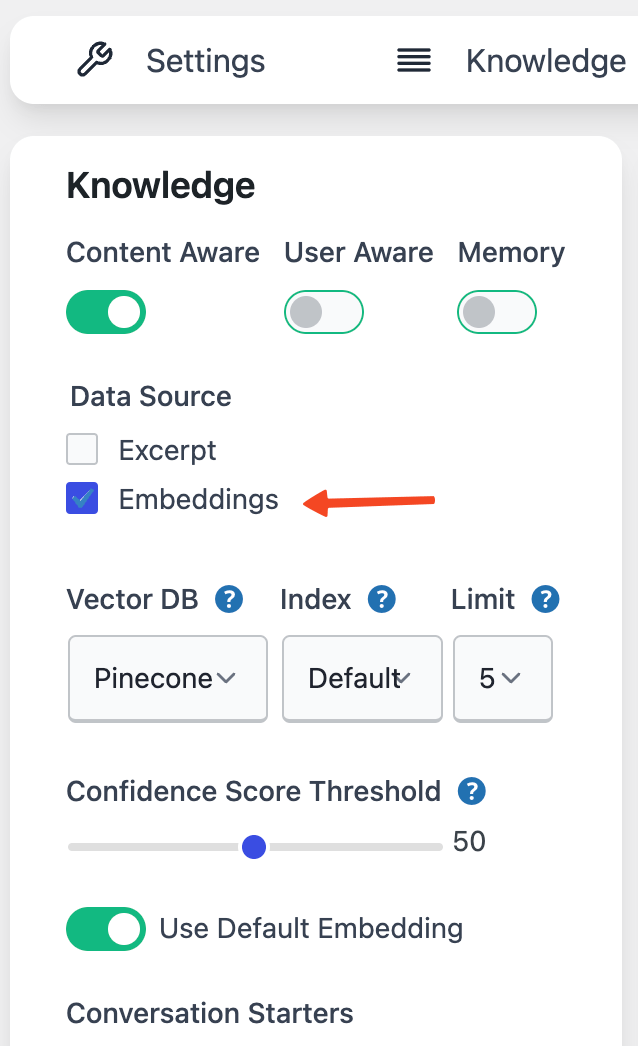 Settings Knowledge
Knowledge
Content Aware User Aware Memory
Data Source
Excerpt
Embeddings
Vector DB ? Index ? Limit ?
Pinecone Default 5
Confidence Score Threshold ?
50
Use Default Embedding
Conversation Starters